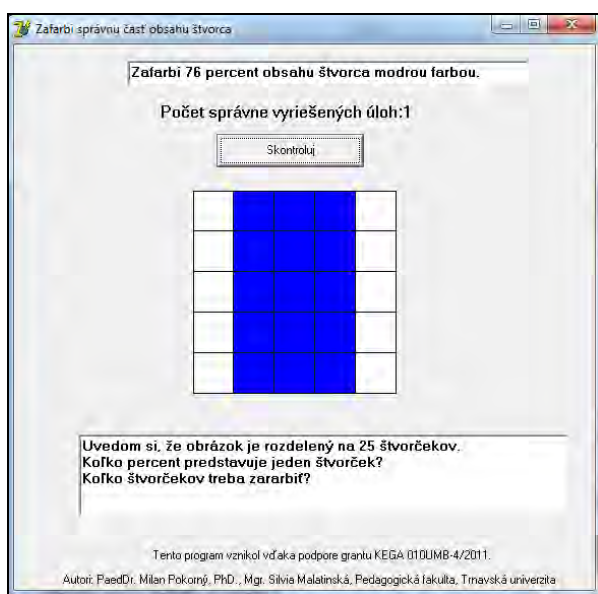 Zafarbi správnu časť obsahu štvorca
Zafarbi 76 percent obsahu štvorca modrou farbou.
Počet správne vyriešených úloh:1
Skontroluj
Uvedom si, že obrázok je rozdelený na 25 štvorčekov.
Koľko percent predstavuje jeden štvorček?
Koľko štvorčekov treba zararbiť?
Tento program vznikol vďaka podpore grantu KEGA 010UMB-4/2011.
Autori: PaedDr. Milan Pokorný, PhD., Mgr. Silvia Malatinská, Pedagogická fakulta, Trnavská univerzita